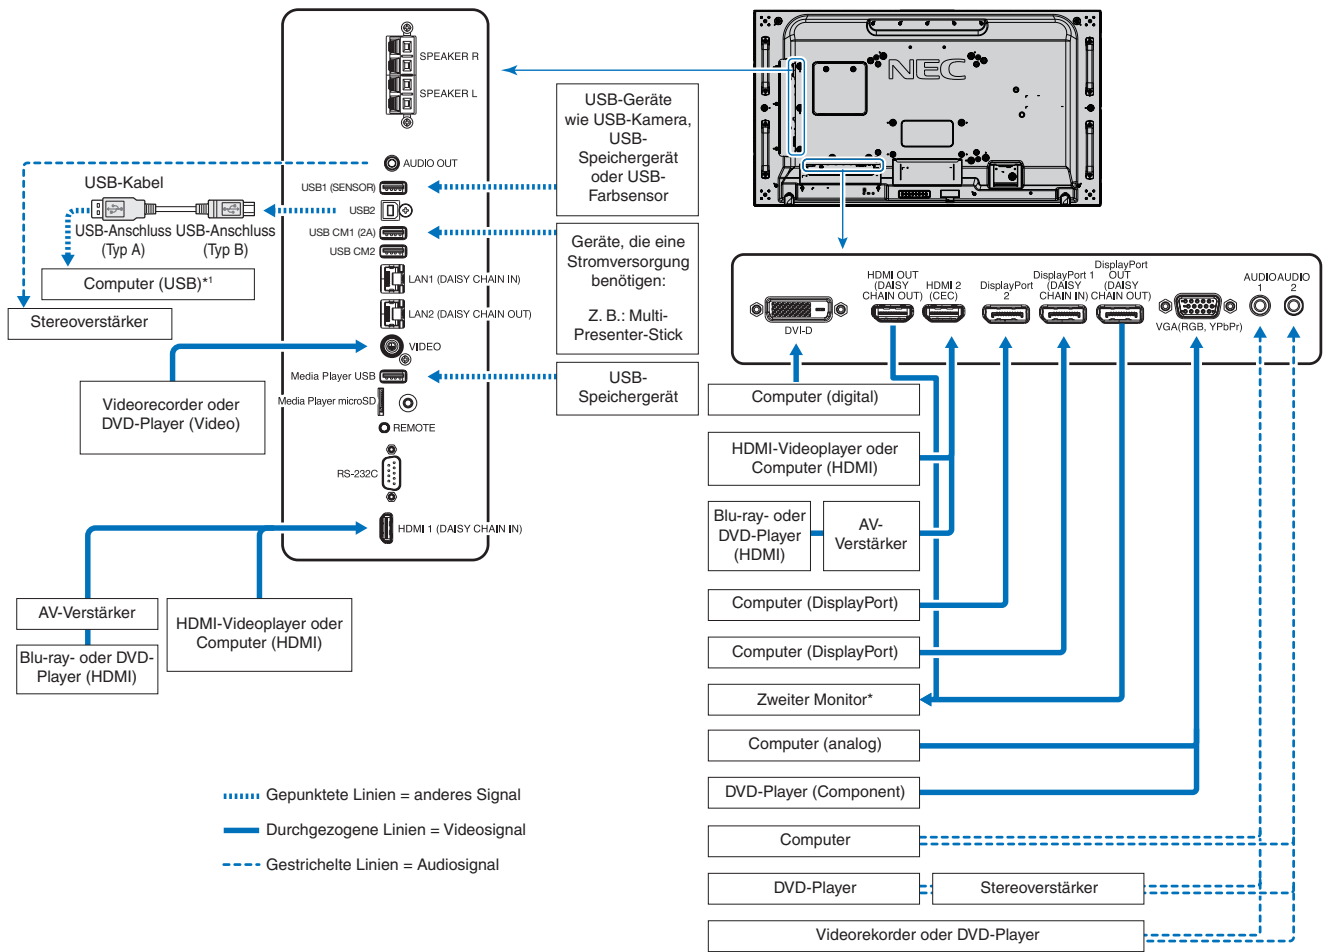 SPEAKER R
SPEAKER L
AUDIO OUT
USB1 (SENSOR)
USB2
USB CM1 (2A)
USB CM2
LAN1 (DAISY CHAIN IN)
LAN2 (DAISY CHAIN OUT)
VIDEO
Media Player USB
Media Player microSD
REMOTE
RS-232C
HDMI 1 (DAISY CHAIN IN)
USB-Kabel
USB-Anschluss
(Typ A)
USB-Anschluss
(Typ B)
Computer (USB)*1
Stereoverstärker
Videorecorder oder
DVD-Player (Video)
AV-Verstärker
Blu-ray- oder DVD-
Player (HDMI)
HDMI-Videoplayer oder
Computer (HDMI)
USB-Geräte
wie USB-Kamera,
USB-
Speichergerät
oder USB-
Farbsensor
Geräte, die eine
Stromversorgung
benötigen:
Z. B.: Multi-
Presenter-Stick
USB-
Speichergerät
NEC
DVI-D
HDMI OUT
(DAISY
CHAIN OUT)
HDMI 2
(CEC)
DisplayPort
2
DisplayPort 1
(DAISY
CHAIN IN)
DisplayPort
OUT
(DAISY
CHAIN OUT)
VGA(RGB, YPbPr)
AUDIO
1
AUDIO
2
Computer (digital)
HDMI-Videoplayer oder
Computer (HDMI)
Blu-ray- oder
DVD-Player
(HDMI)
AV-
Verstärker
Computer (DisplayPort)
Computer (DisplayPort)
Zweiter Monitor*
Computer (analog)
DVD-Player (Component)
Computer
DVD-Player
Stereoverstärker
Videorekorder oder DVD-Player
Gepunktete Linien = anderes Signal
Durchgezogene Linien = Videosignal
Gestrichelte Linien = Audiosignal